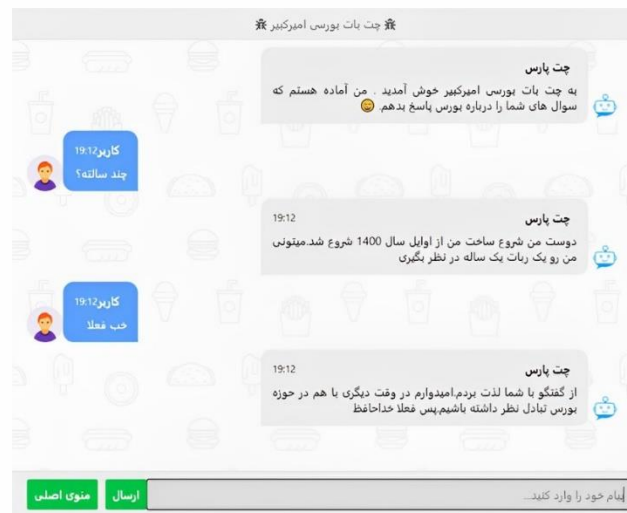 چت بات بورسی امیرکبیر
چت پارس
به چت بات بورسی امیرکبیر خوش آمدید . من آماده هستم که
سوال های شما را درباره بورس پاسخ بدهم. 😄
کاربر19:12
چند سالته؟
چت پارس 19:12
دوست من شروع ساخت من از اوایل سال 1400 شروع شد.میتونی
من رو یک ربات یک ساله در نظر بگیری
کاربر19:12
خب فعلا
چت پارس 19:12
از گفتگو با شما لذت بردم.امیدوارم در وقت دیگری با هم در حوزه
بورس تبادل نظر داشته باشیم.پس فعلا خداحافظ
پیام خود را وارد کنید... ارسال منوی اصلی